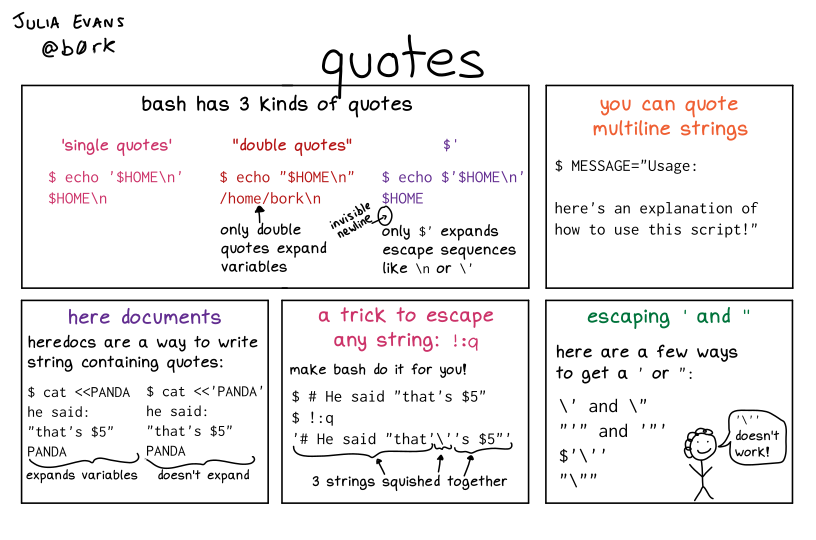 JULIA EVANS
@b0rk
quotes
bash has 3 kinds of quotes
'single quotes'
$ echo '$HOME\n'
$HOME\n
"double quotes"
$ echo "$HOME\n"
/home/bork\n
only double
quotes expand
variables
$'
$ echo $'$HOME\n'
$HOME
invisible
newline
only $' expands
escape sequences
like \n or \'
you can quote
multiline strings
$ MESSAGE="Usage:
here's an explanation of
how to use this script!"
here documents
heredocs are a way to write
string containing quotes:
$ cat <<PANDA
he said:
"that's $5"
PANDA
expands variables
$ cat <<'PANDA'
he said:
"that's $5"
PANDA
doesn't expand
a trick to escape
any string: !:q
make bash do it for you!
$ # He said "that's $5"
$ !:q
'# He said "that'\''s $5"'
3 strings squished together
escaping ' and "
here are a few ways
to get a ' or ":
\' and \"
"'" and '"'
$'\''
"\""
'\''
doesn't
work!